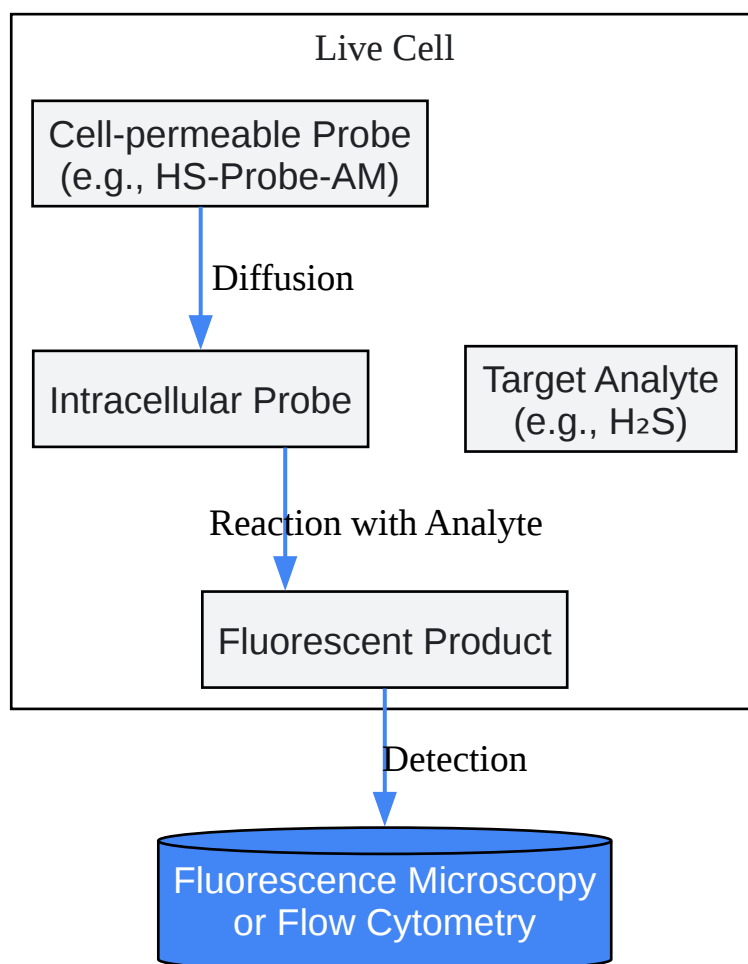 Live Cell
Cell-permeable Probe
(e.g., HS-Probe-AM)
Diffusion
Intracellular Probe
Target Analyte
(e.g., H₂S)
Reaction with Analyte
Fluorescent Product
Detection
Fluorescence Microscopy
or Flow Cytometry